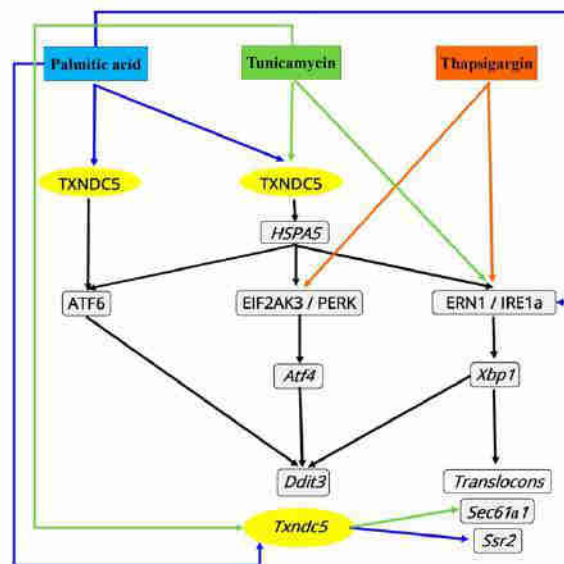 Palmitic acid
Tunicamycin
Thapsigargin
TXNDC5
TXNDC5
HSPA5
ATF6
EIF2AK3 / PERK
ERN1 / IRE1a
Atf4
Xbp1
Ddit3
Translocons
Txndc5
Sec61a1
Ssr2